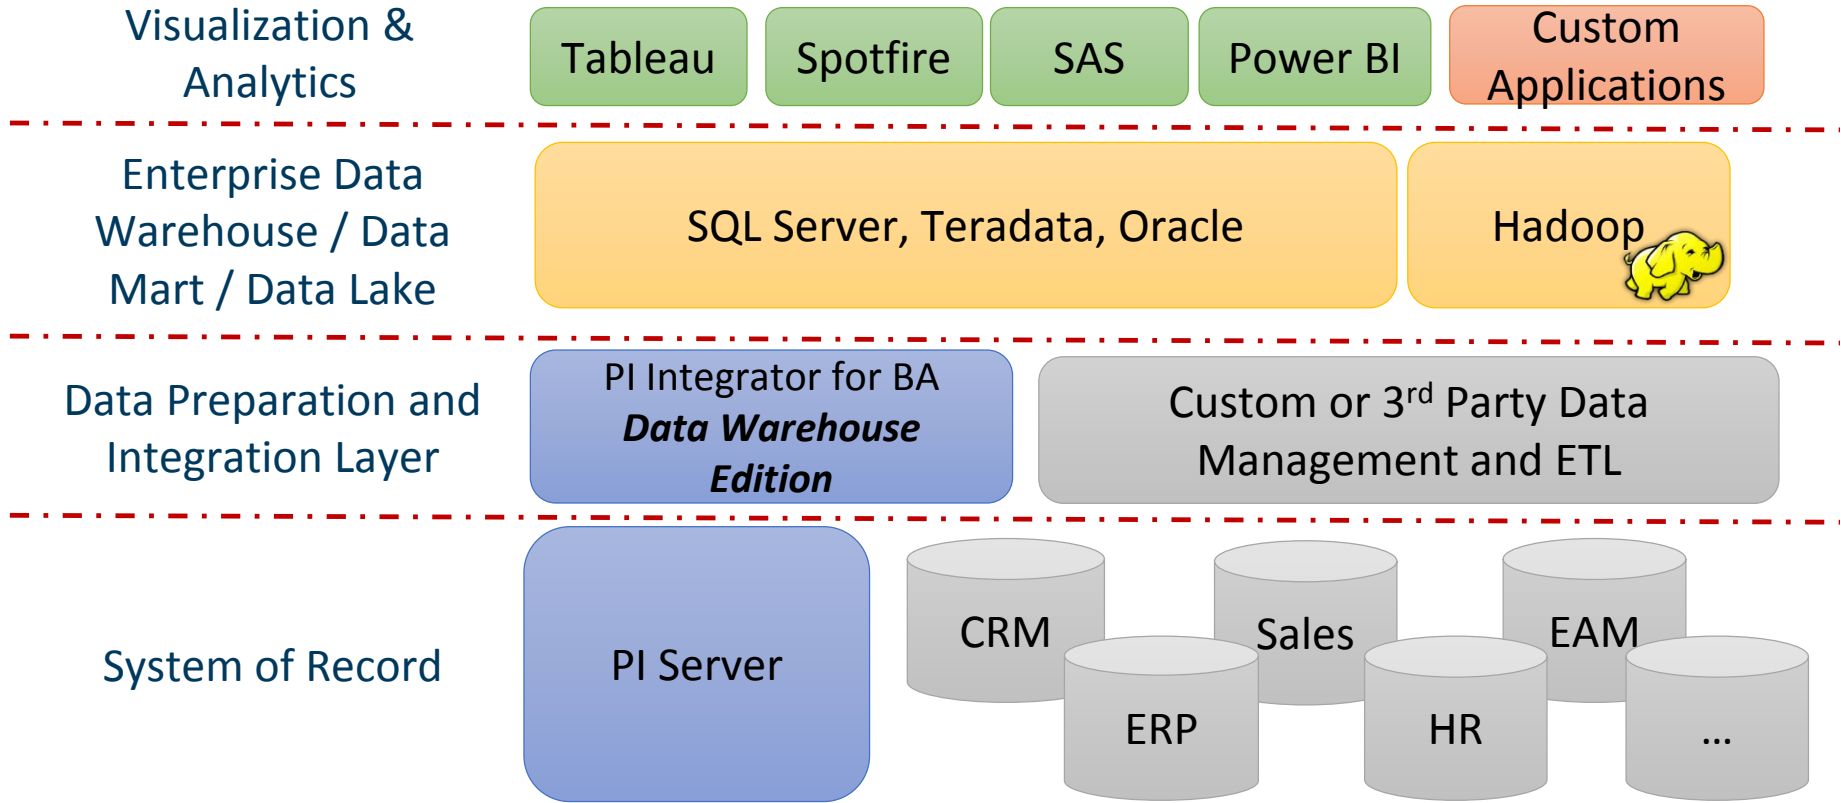 Visualization &
Analytics
Tableau
Spotfire
SAS
Power BI
Custom
Applications
Enterprise Data
Warehouse / Data
Mart / Data Lake
SQL Server, Teradata, Oracle
Hadoop
Data Preparation and
Integration Layer
PI Integrator for BA
Data Warehouse
Edition
Custom or 3rd Party Data
Management and ETL
System of Record
PI Server
CRM
Sales
EAM
ERP
HR
...